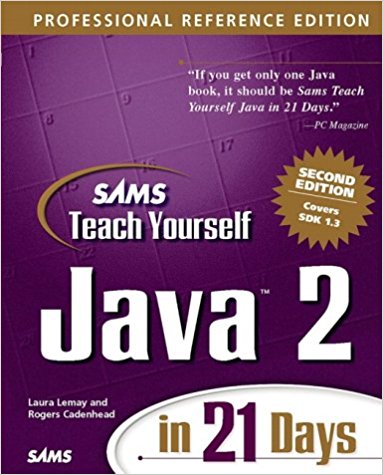 PROFESSIONAL REFERENCE EDITION
“If you get only one Java
book, it should be Sams Teach
Yourself Java in 21 Days.”
—PC Magazine
SAMS
Teach Yourself
SECOND
EDITION
Covers
SDK 1.3
Java™ 2
Laura Lemay and
Rogers Cadenhead
in 21 Days
SAMS